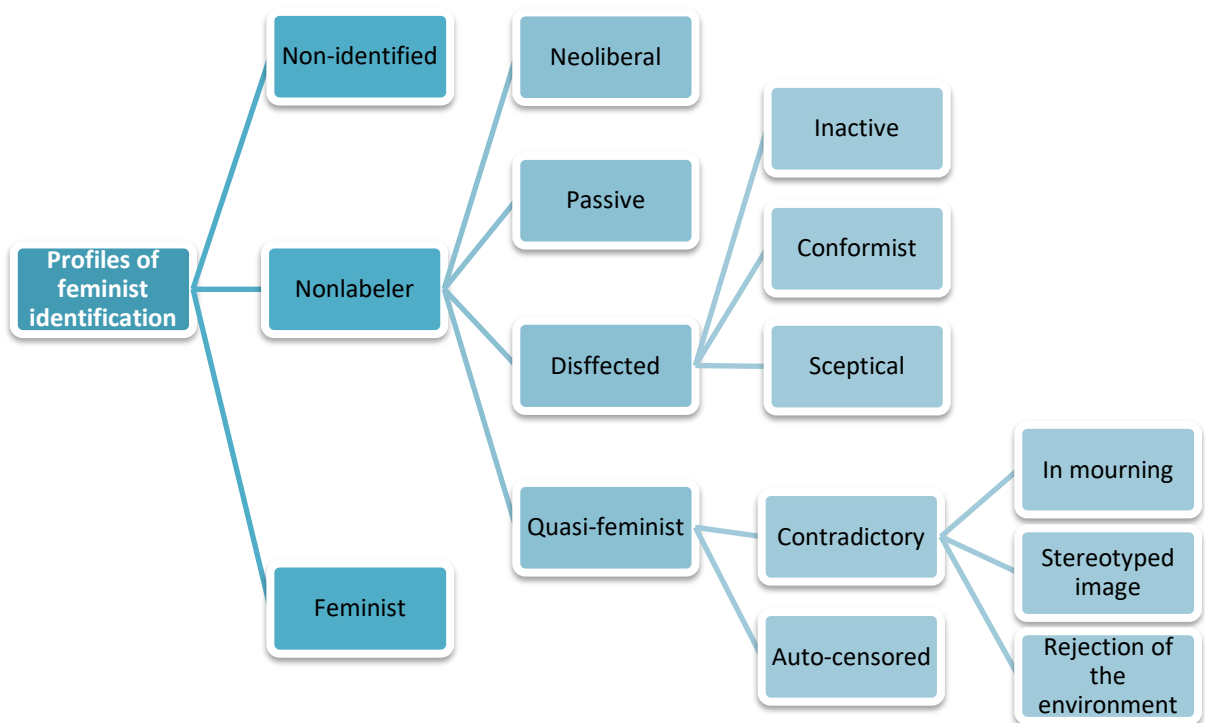 Profiles of
feminist
identification
Non-identified
Nonlabeler
Feminist
Neoliberal
Passive
Disffected
Quasi-feminist
Inactive
Conformist
Sceptical
Contradictory
Auto-censored
In mourning
Stereotyped
image
Rejection of
the
environment